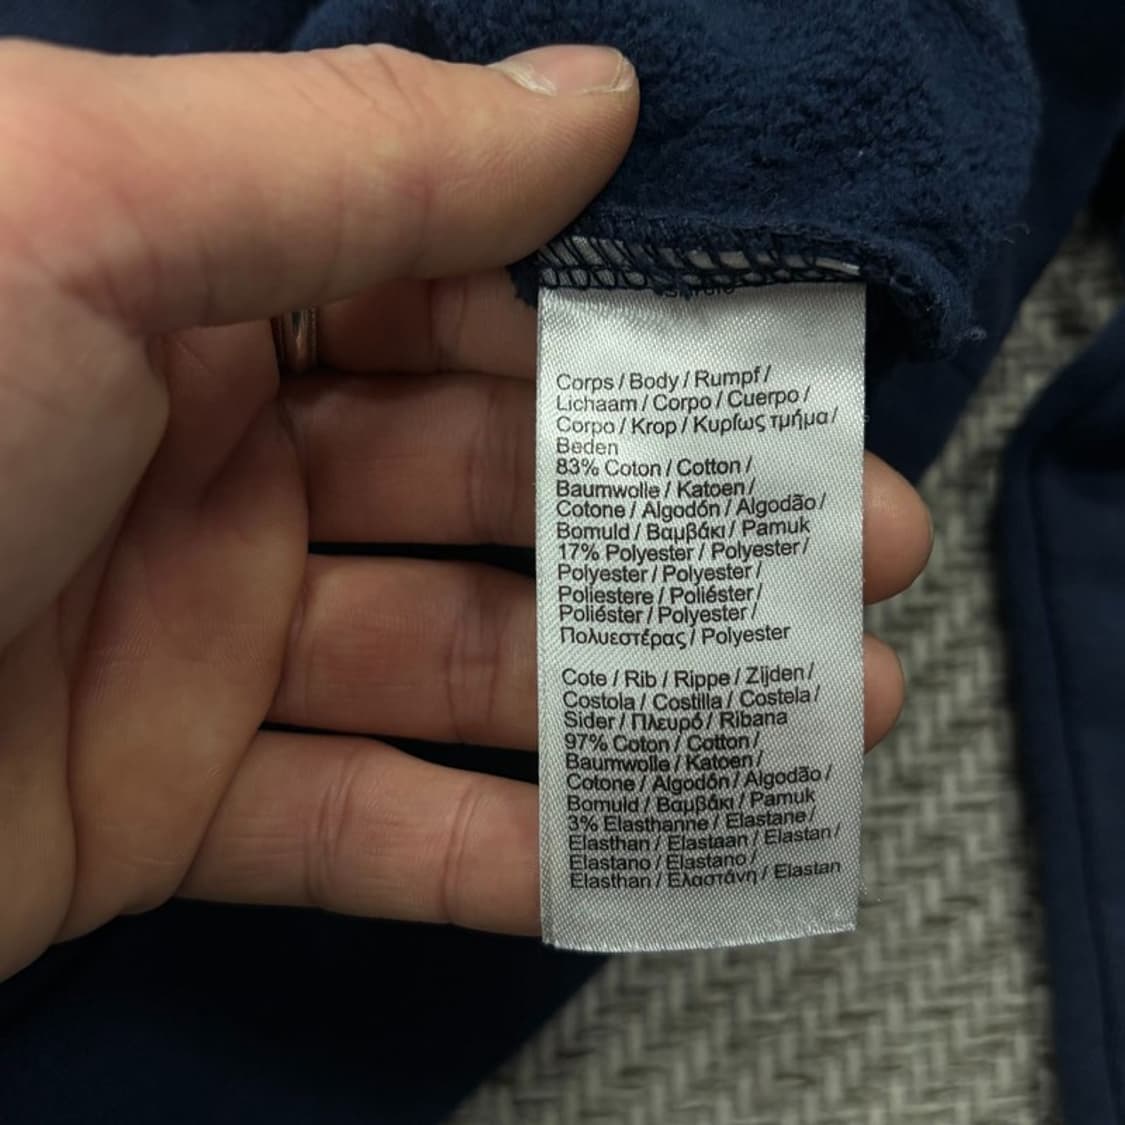 Corps / Body / Rumpf /
Lichaam / Corpo / Cuerpo /
Corpo / Krop / Κυρίως τμήμα /
Beden
83% Coton / Cotton /
Baumwolle / Katoen /
Cotone / Algodón / Algodão /
Bomuld / Βαμβάκι / Pamuk
17% Polyester / Polyester /
Polyester / Polyester /
Poliestere / Poliéster /
Poliéster / Polyester /
Πολυεστέρας / Polyester
Cote / Rib / Rippe / Zijden /
Costola / Costilla / Costela /
Sider / Πλευρό / Ribana
97% Coton / Cotton /
Baumwolle / Katoen /
Cotone / Algodón / Algodão /
Bomuld / Βαμβάκι / Pamuk
3% Elasthanne / Elastane /
Elasthan / Elastaan / Elastan /
Elastano / Elastano /
Elasthan / Ελαστάνη / Elastan